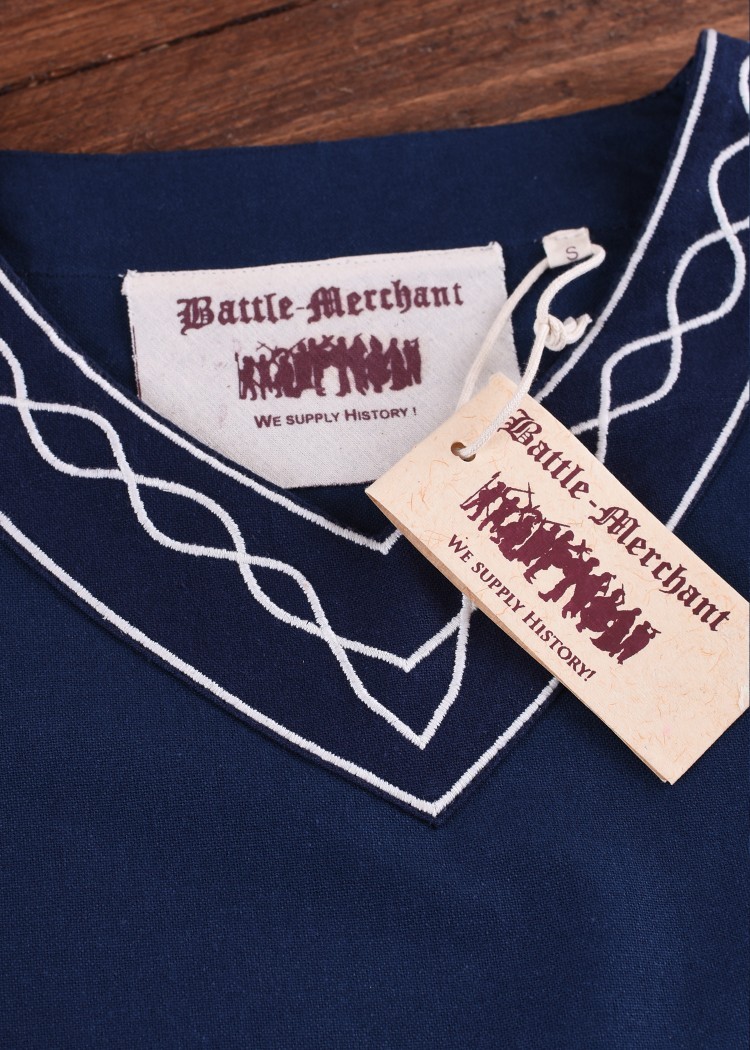 S
Battle-Merchant
WE SUPPLY HISTORY !
Battle-Merchant
WE SUPPLY HISTORY!